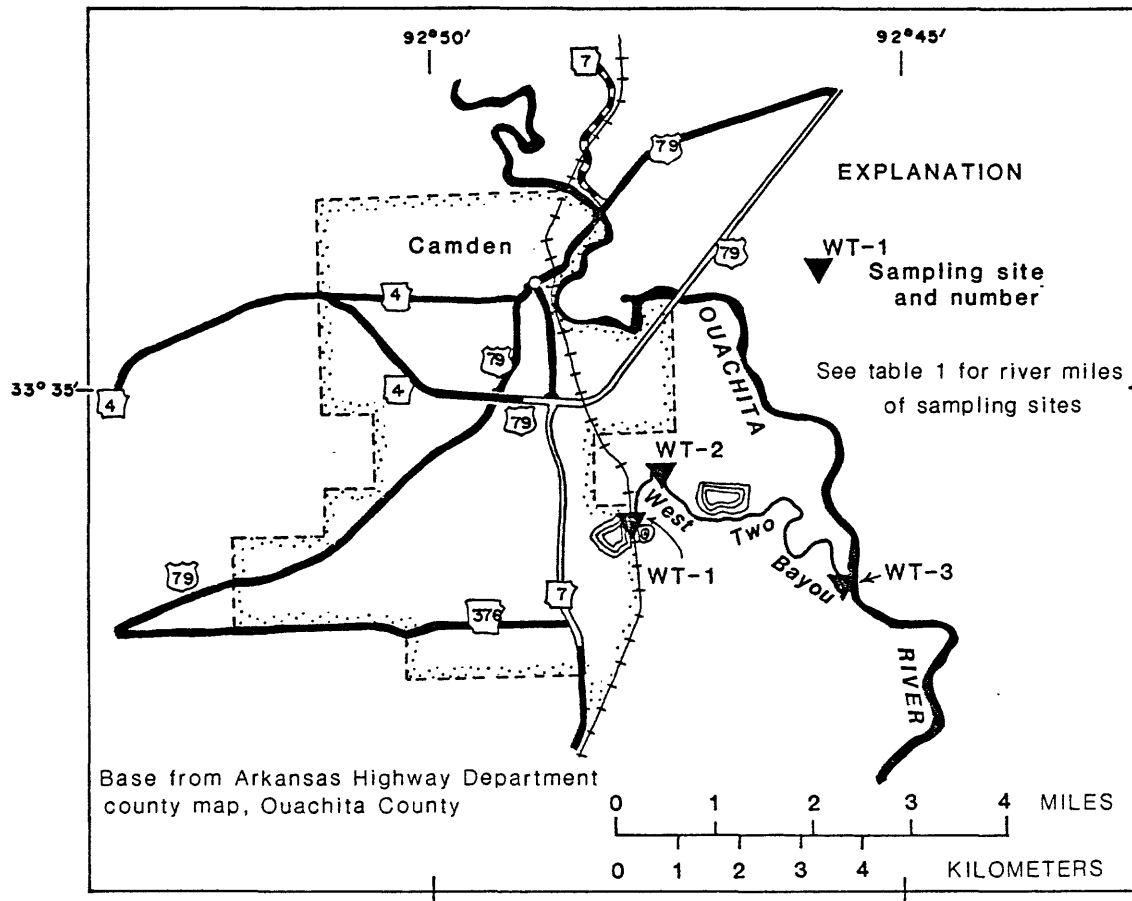 92°50'
92°45'
7
79
EXPLANATION
WT-1
Sampling site
and number
Camden
79
4
OUACHITA
79
See table 1 for river miles
of sampling sites
33° 35'
4
4
79
WT-2
West
Two
Bayou
WT-1
WT-3
79
7
376
RIVER
Base from Arkansas Highway Department
county map, Ouachita County
0 1 2 3 4 MILES
0 1 2 3 4 KILOMETERS